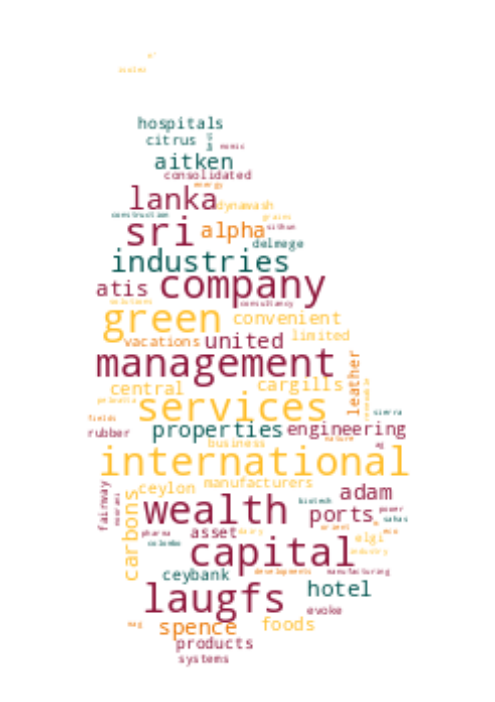 hospitals
citrus
aitken
consolidated
energy
lanka
dynawash
construction
sri
alpha
delmege
industries
atis
company
solutions
consultancy
green
convenient
vacations
united
limited
management
leather
central
cargills
services
sierra
fields
rubber
properties
engineering
business
nature
international
ceylon
manufacturers
fairway
carbons
wealth
adam
biotech
power
ports
sahas
pharma
asset
elgi
colombo
capital
industry
ceybank
developments
manufacturing
laugfs
hotel
evoke
spence
foods
products
systems